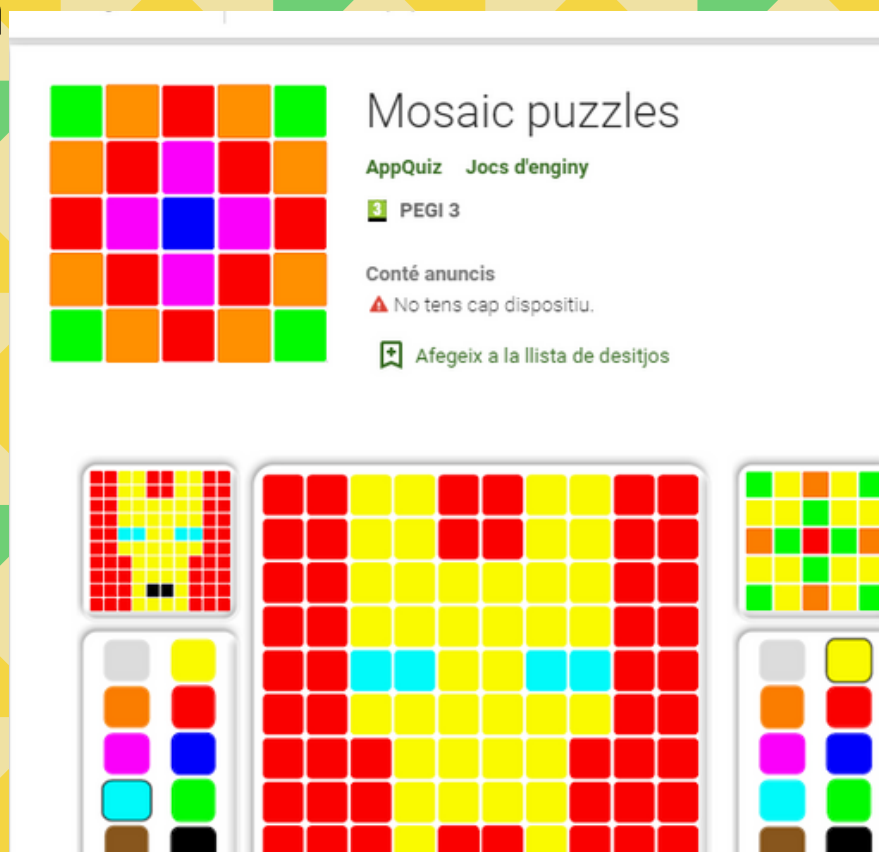 Mosaic puzzles
AppQuiz Jocs d'enginy
3 PEGI 3
Conté anuncis
No tens cap dispositiu.
Afegeix a la llista de desitjos